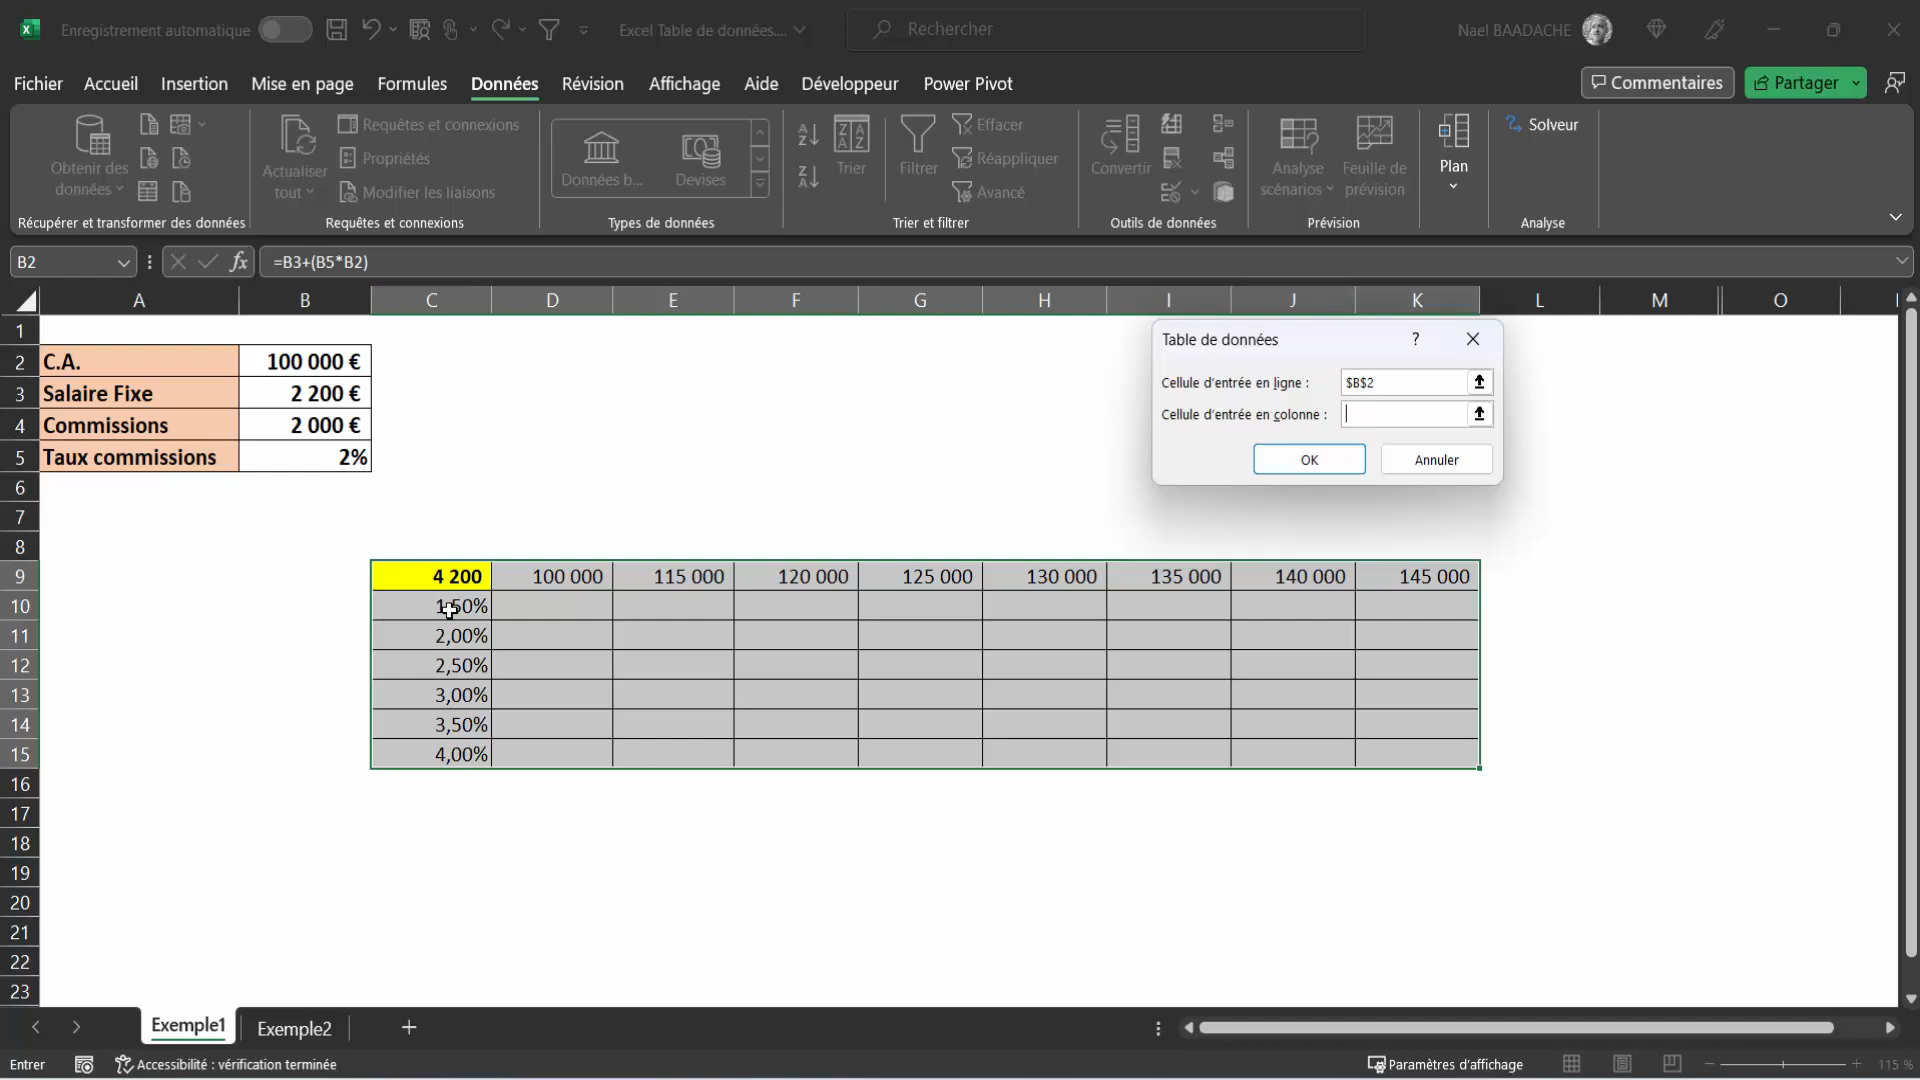 Enregistrement automatique
Excel Table de données....
Rechercher
Nael BAADACHE
Fichier Accueil Insertion Mise en page Formules Données Révision Affichage Aide Développeur Power Pivot
Commentaires
Partager
Obtenir des données
Récupérer et transformer des données
Actualiser tout
Requêtes et connexions
Propriétés
Modifier les liaisons
Requêtes et connexions
Données b...
Devises
Types de données
Trier
Filtrer
Effacer
Réappliquer
Avancé
Trier et filtrer
Convertir
Outils de données
Analyse scénarios
Feuille de prévision
Prévision
Plan
Solveur
Analyse
B2
fx
=B3+(B5*B2)
A B C D E F G H I J K L M O
1
2 C.A. 100 000 €
3 Salaire Fixe 2 200 €
4 Commissions 2 000 €
5 Taux commissions 2%
6
7
8
Table de données
?
Cellule d'entrée en ligne : $B$2
Cellule d'entrée en colonne :
OK
Annuler
9 4 200 100 000 115 000 120 000 125 000 130 000 135 000 140 000 145 000
10 1,50%
11 2,00%
12 2,50%
13 3,00%
14 3,50%
15 4,00%
16
17
18
19
20
21
22
23
Exemple1
Exemple2
Entrer
Accessibilité : vérification terminée
Paramètres d'affichage
115 %